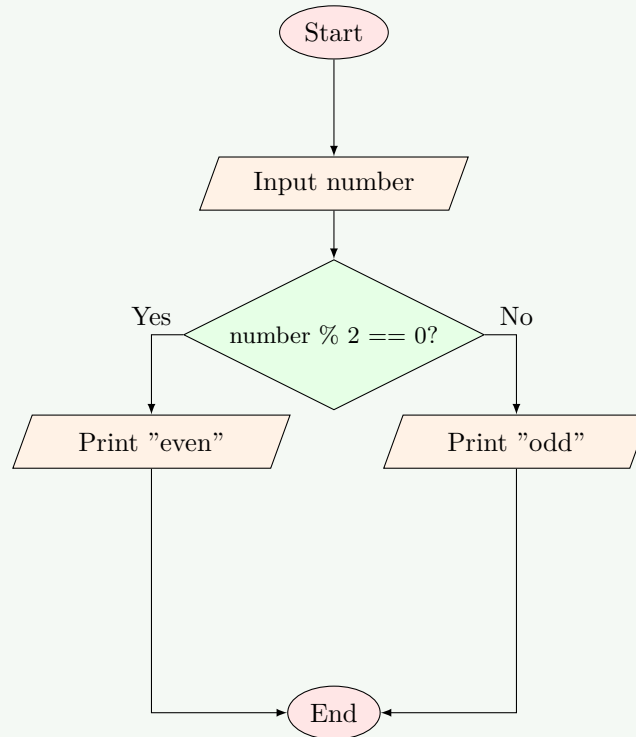 Start
Input number
Yes
No
number % 2 == 0?
Print ”even”
Print ”odd”
End